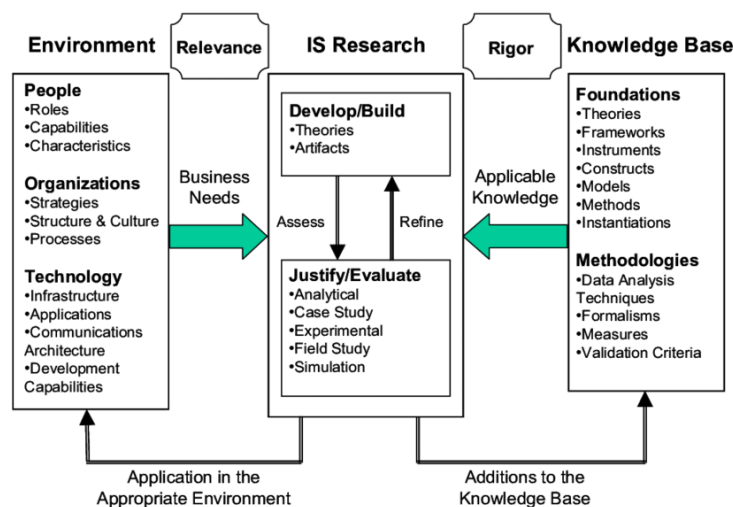 Environment
Relevance
IS Research
Rigor
Knowledge Base
People
•Roles
•Capabilities
•Characteristics
Organizations
•Strategies
•Structure & Culture
•Processes
Technology
•Infrastructure
•Applications
•Communications
Architecture
•Development
Capabilities
Business
Needs
Develop/Build
•Theories
•Artifacts
Assess
Refine
Justify/Evaluate
•Analytical
•Case Study
•Experimental
•Field Study
•Simulation
Applicable
Knowledge
Foundations
•Theories
•Frameworks
•Instruments
•Constructs
•Models
•Methods
•Instantiations
Methodologies
•Data Analysis
Techniques
•Formalisms
•Measures
•Validation Criteria
Application in the
Appropriate Environment
Additions to the
Knowledge Base